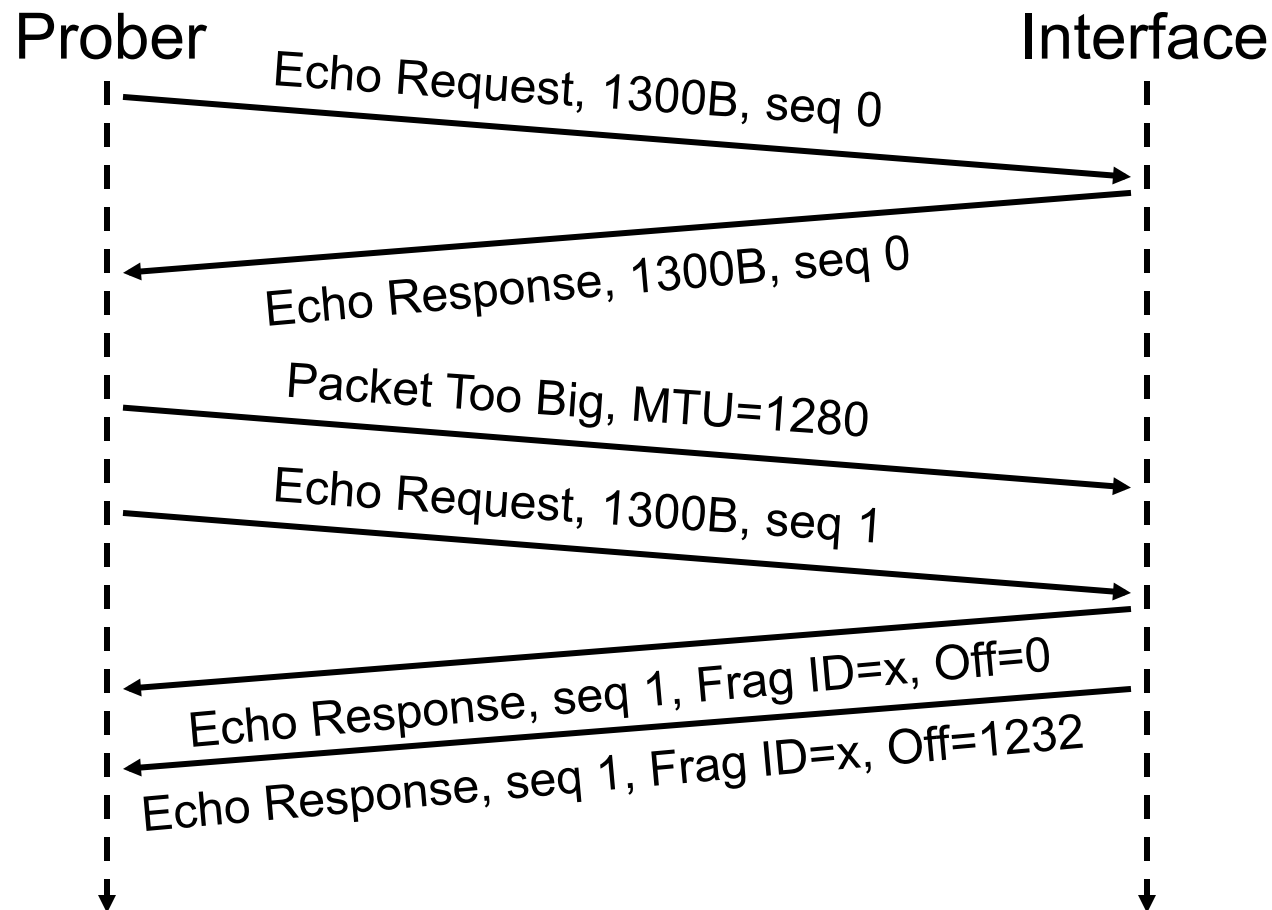 Prober
Interface
Echo Request, 1300B, seq 0
Echo Response, 1300B, seq 0
Packet Too Big, MTU=1280
Echo Request, 1300B, seq 1
Echo Response, seq 1, Frag ID=x, Off=0
Echo Response, seq 1, Frag ID=x, Off=1232